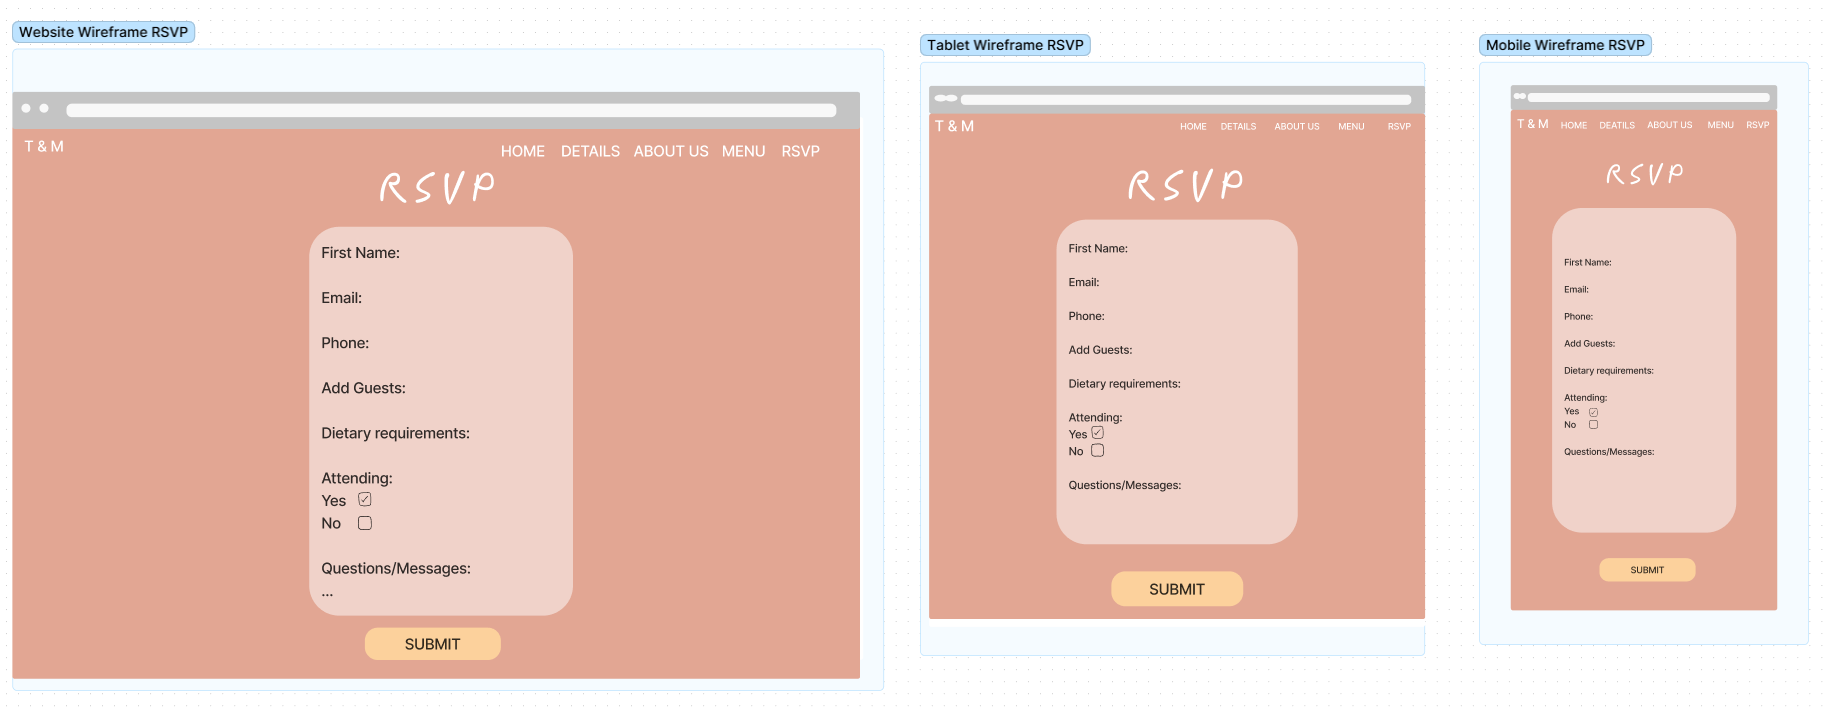 Website Wireframe RSVP
T & M
HOME DETAILS ABOUT US MENU RSVP
RSVP
First Name:
Email:
Phone:
Add Guests:
Dietary requirements:
Attending:
Yes
No
Questions/Messages:
...
SUBMIT
Tablet Wireframe RSVP
T & M
HOME DETAILS ABOUT US MENU RSVP
RSVP
First Name:
Email:
Phone:
Add Guests:
Dietary requirements:
Attending:
Yes
No
Questions/Messages:
SUBMIT
Mobile Wireframe RSVP
T & M HOME DEATILS ABOUT US MENU RSVP
RSVP
First Name:
Email:
Phone:
Add Guests:
Dietary requirements:
Attending:
Yes
No
Questions/Messages:
SUBMIT